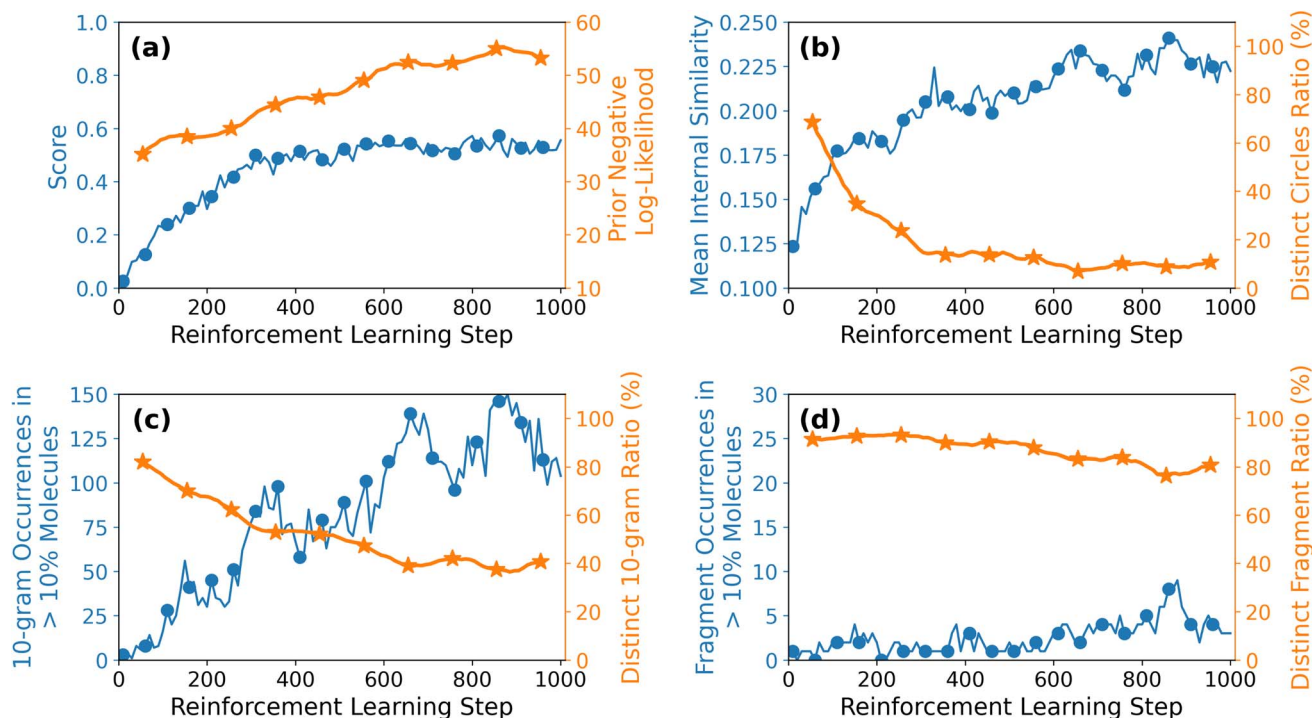 (a)
Score
1.0
0.8
0.6
0.4
0.2
0.0
0 200 400 600 800 1000
Reinforcement Learning Step
60
50
40
30
20
10
Prior Negative
Log-Likelihood
(b)
Mean Internal Similarity
0.250
0.225
0.200
0.175
0.150
0.125
0.100
0 200 400 600 800 1000
Reinforcement Learning Step
100
80
60
40
20
0
Distinct Circles Ratio (%)
(c)
10-gram Occurrences in
> 10% Molecules
150
125
100
75
50
25
0
0 200 400 600 800 1000
Reinforcement Learning Step
100
80
60
40
20
0
Distinct 10-gram Ratio (%)
(d)
Fragment Occurrences in
> 10% Molecules
30
25
20
15
10
5
0
0 200 400 600 800 1000
Reinforcement Learning Step
100
80
60
40
20
0
Distinct Fragment Ratio (%)